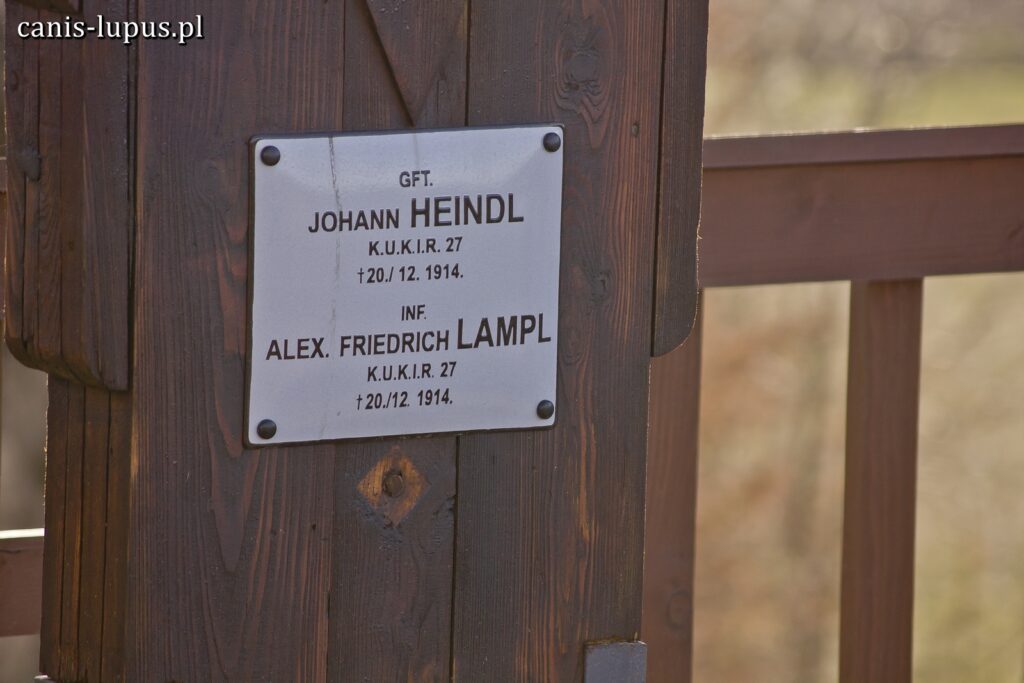 canis-lupus.pl
GFT.
JOHANN HEINDL
K.U.K.I.R. 27
†20./ 12. 1914.
INF.
ALEX. FRIEDRICH LAMPL
K.U.K.I.R. 27
†20./12. 1914.